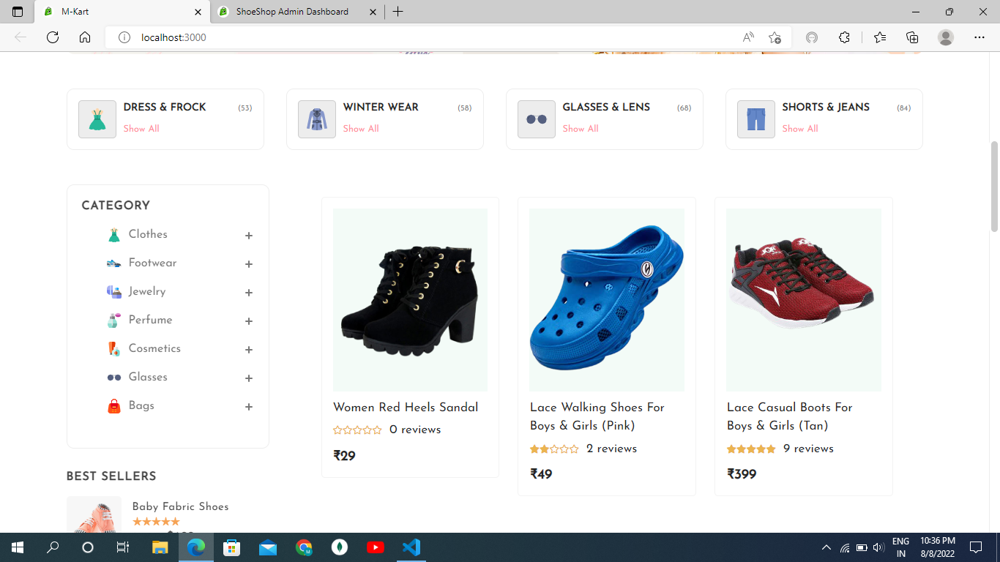 M-Kart
ShoeShop Admin Dashboard
localhost:3000
DRESS & FROCK (53)
Show All
WINTER WEAR (58)
Show All
GLASSES & LENS (68)
Show All
SHORTS & JEANS (84)
Show All
CATEGORY
Clothes +
Footwear +
Jewelry +
Perfume +
Cosmetics +
Glasses +
Bags +
BEST SELLERS
Baby Fabric Shoes
Women Red Heels Sandal
0 reviews
₹29
Lace Walking Shoes For
Boys & Girls (Pink)
2 reviews
₹49
Lace Casual Boots For
Boys & Girls (Tan)
9 reviews
₹399
ENG
IN
10:36 PM
8/8/2022